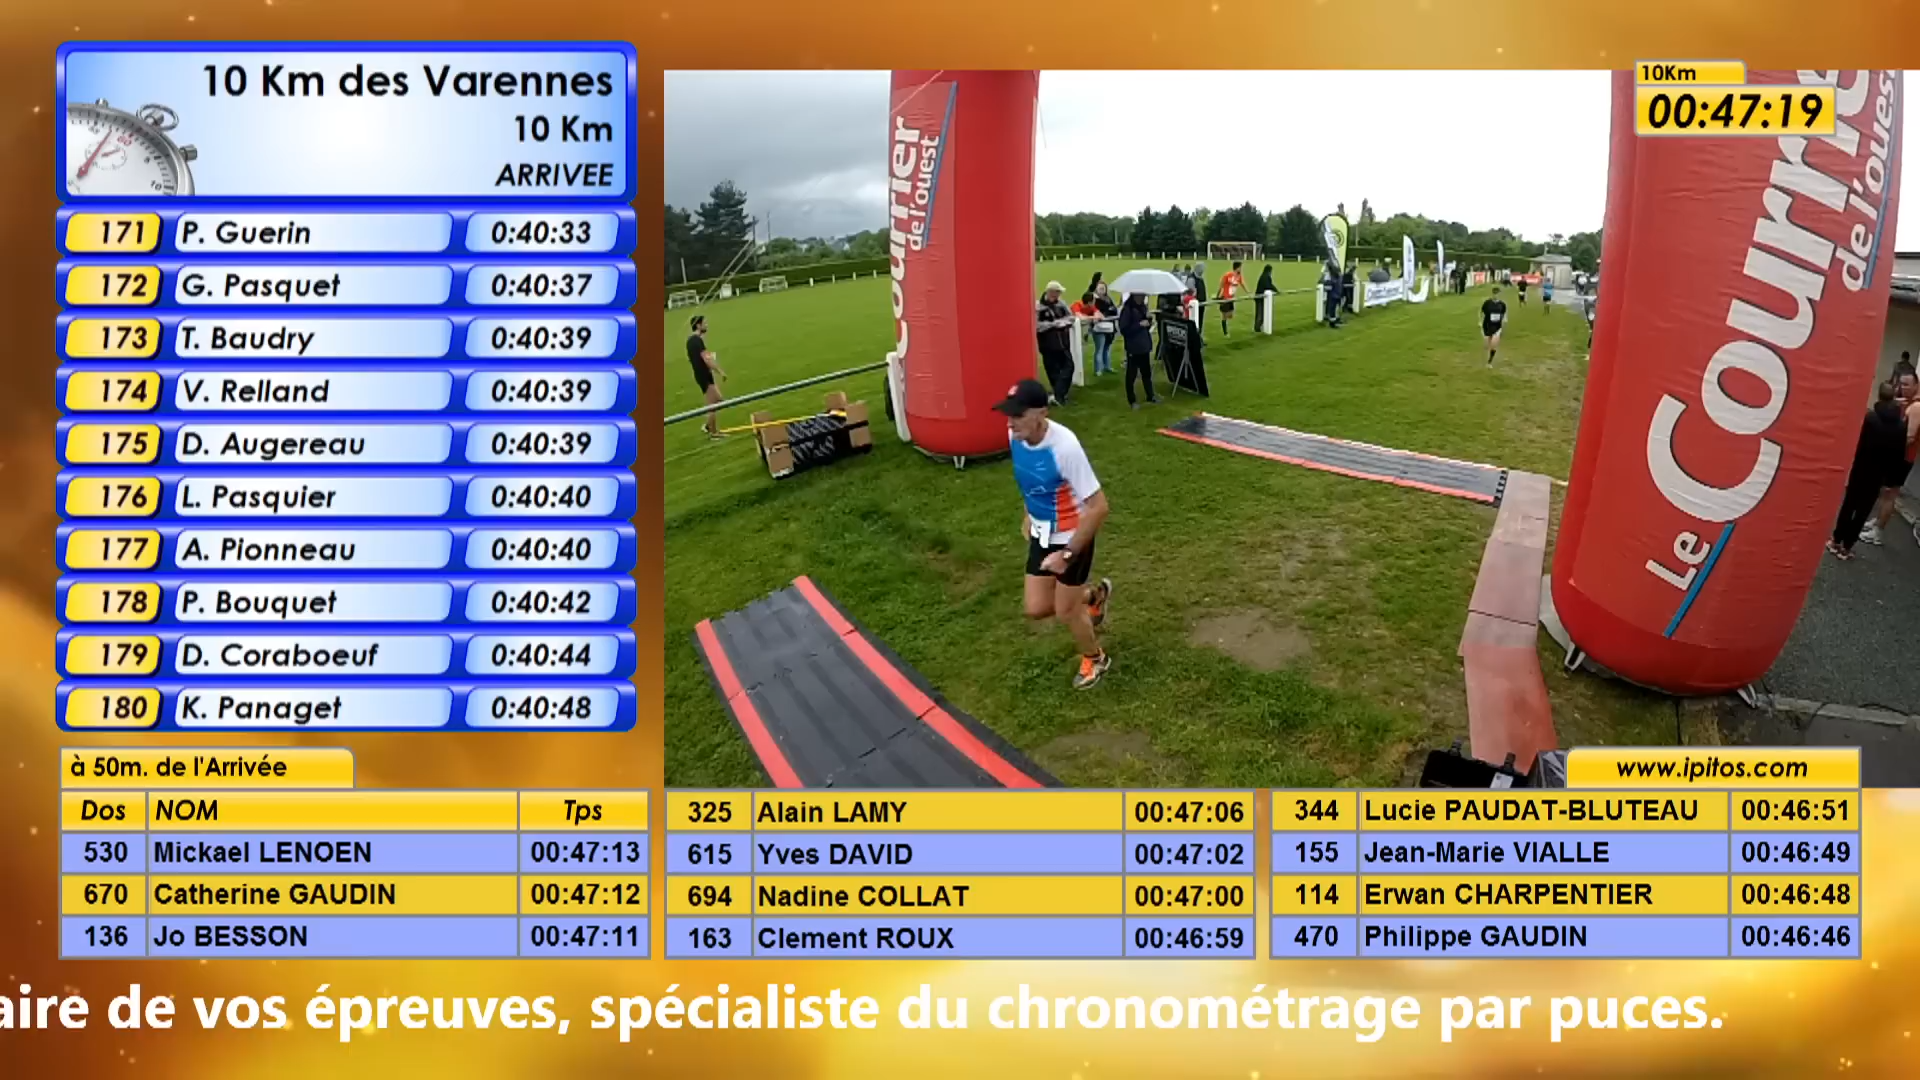 10 Km des Varennes
10 Km
ARRIVEE
171 P. Guerin 0:40:33
172 G. Pasquet 0:40:37
173 T. Baudry 0:40:39
174 V. Relland 0:40:39
175 D. Augereau 0:40:39
176 L. Pasquier 0:40:40
177 A. Pionneau 0:40:40
178 P. Bouquet 0:40:42
179 D. Coraboeuf 0:40:44
180 K. Panaget 0:40:48
10Km
00:47:19
Courrier
de l'ouest
Le Courrie
de l'ouest
à 50m. de l'Arrivée
www.ipitos.com
Dos NOM Tps
530 Mickael LENOEN 00:47:13
670 Catherine GAUDIN 00:47:12
136 Jo BESSON 00:47:11
325 Alain LAMY 00:47:06
615 Yves DAVID 00:47:02
694 Nadine COLLAT 00:47:00
163 Clement ROUX 00:46:59
344 Lucie PAUDAT-BLUTEAU 00:46:51
155 Jean-Marie VIALLE 00:46:49
114 Erwan CHARPENTIER 00:46:48
470 Philippe GAUDIN 00:46:46
aire de vos épreuves, spécialiste du chronométrage par puces.